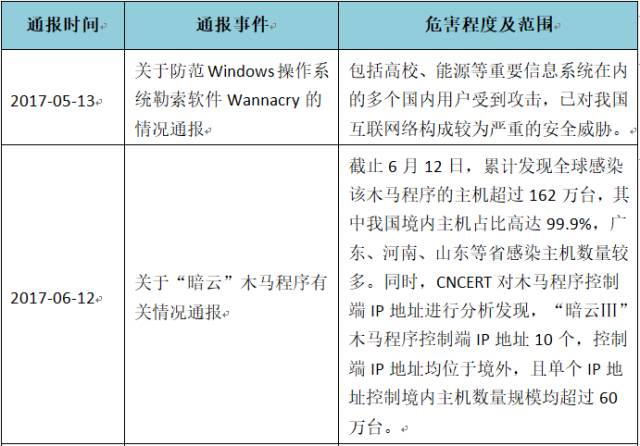 通报时间
通报事件
危害程度及范围
2017-05-13
关于防范 Windows 操作系
统勒索软件 Wannacry 的
情况通报
包括高校、能源等重要信息系统在内
的多个国内用户受到攻击，已对我国
互联网络构成较为严重的安全威胁。
2017-06-12
关于“暗云”木马程序有
关情况通报
截止 6 月 12 日，累计发现全球感染
该木马程序的主机超过 162 万台，其
中我国境内主机占比高达 99.9%，广
东、河南、山东等省感染主机数量较
多。同时，CNCERT 对木马程序控制
端 IP 地址进行分析发现，“暗云III”
木马程序控制端 IP 地址 10 个，控制
端 IP 地址均位于境外，且单个 IP 地
址控制境内主机数量规模均超过 60
万台。